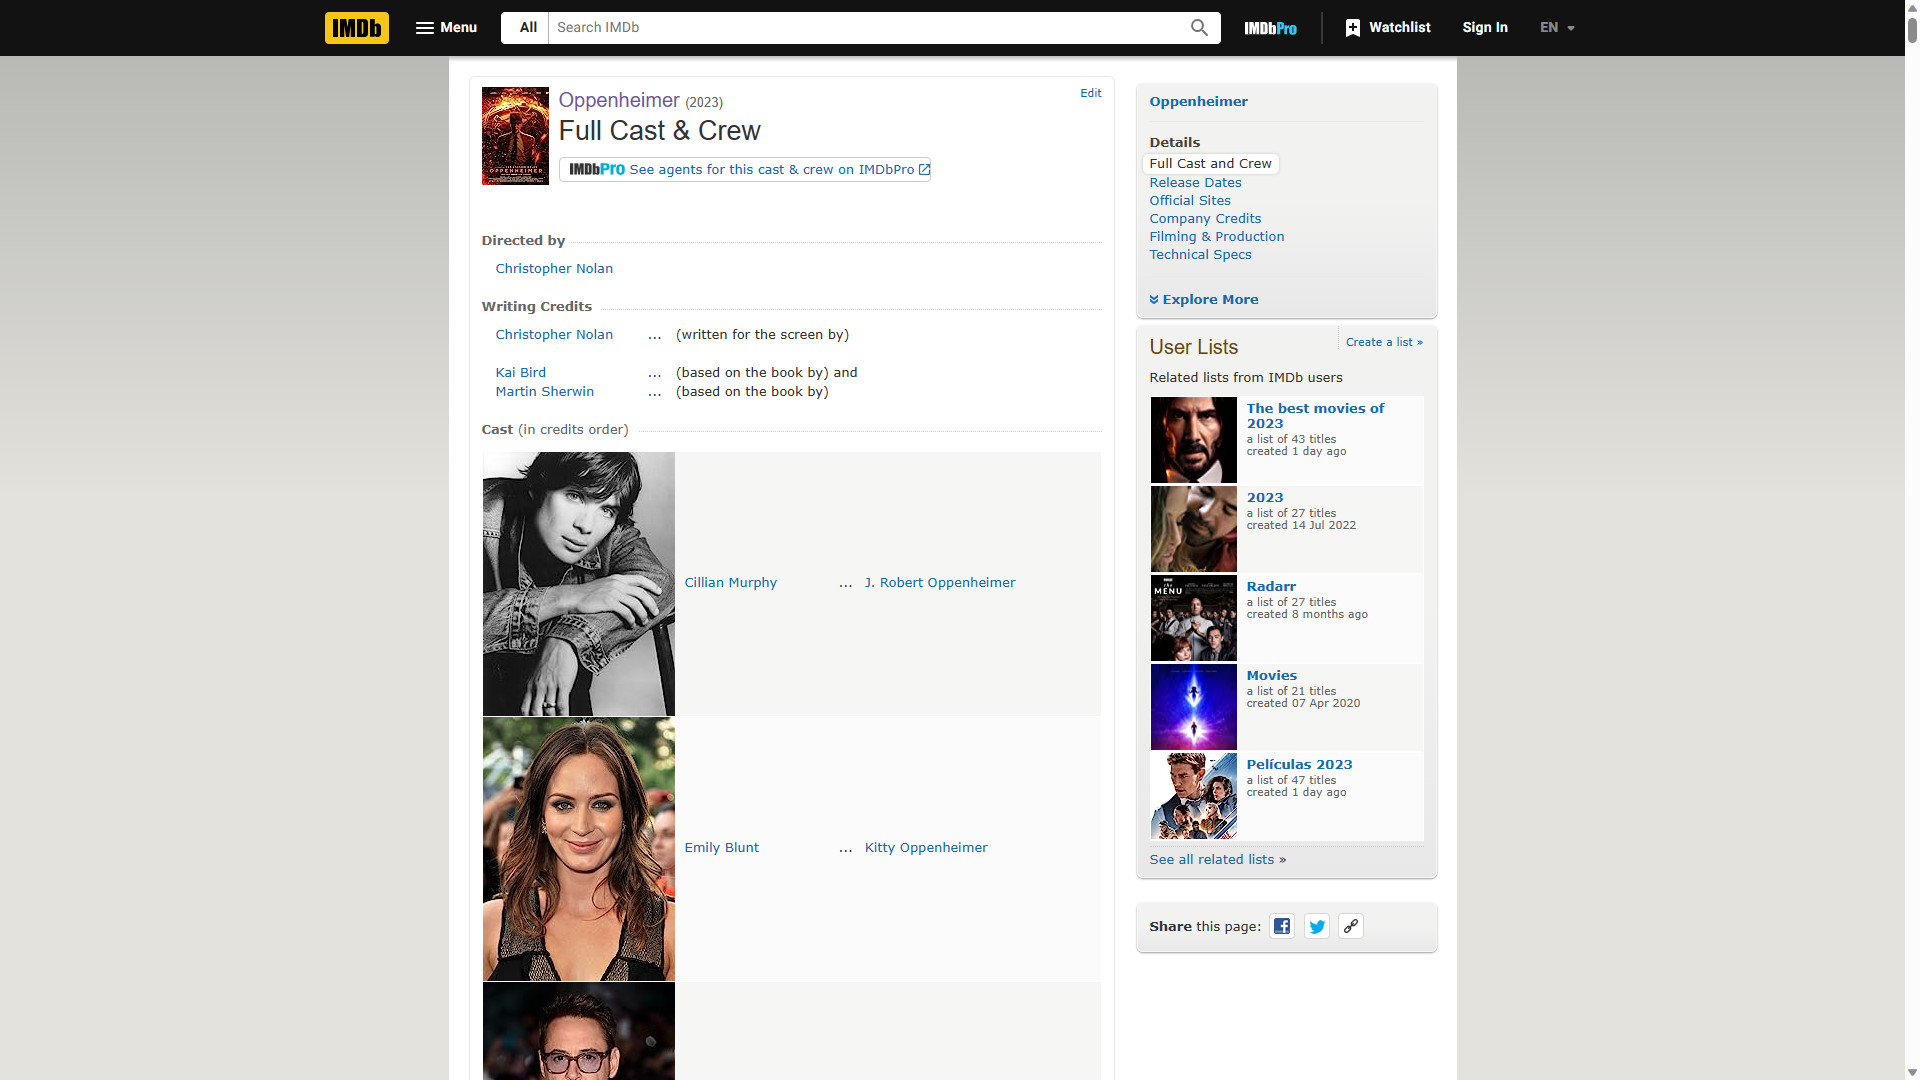 IMDb Menu All Search IMDb IMDbPro Watchlist Sign In EN
Oppenheimer (2023)
Edit
Full Cast & Crew
IMDbPro See agents for this cast & crew on IMDbPro
OPPENHEIMER
Directed by
Christopher Nolan
Writing Credits
Christopher Nolan ... (written for the screen by)
Kai Bird ... (based on the book by) and
Martin Sherwin ... (based on the book by)
Cast (in credits order)
Cillian Murphy ... J. Robert Oppenheimer
Emily Blunt ... Kitty Oppenheimer
Oppenheimer
Details
Full Cast and Crew
Release Dates
Official Sites
Company Credits
Filming & Production
Technical Specs
Explore More
User Lists
Create a list »
Related lists from IMDb users
The best movies of
2023
a list of 43 titles
created 1 day ago
2023
a list of 27 titles
created 14 Jul 2022
the
MENU
Radarr
a list of 27 titles
created 8 months ago
Movies
a list of 21 titles
created 07 Apr 2020
Películas 2023
a list of 47 titles
created 1 day ago
See all related lists »
Share this page: